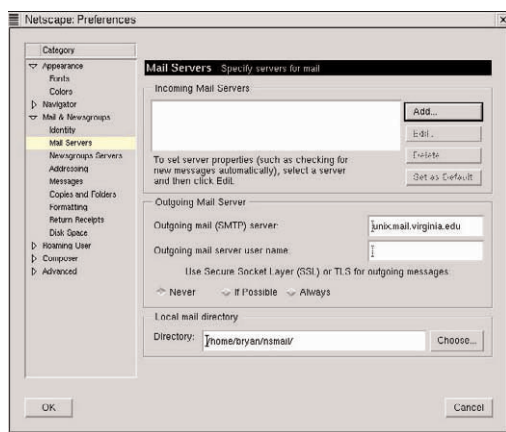 Netscape: Preferences
Category
Appearance
Fonts
Colors
Navigator
Mail & Newsgroups
Identity
Mail Servers
Newsgroups Servers
Addressing
Messages
Copies and Folders
Formatting
Return Receipts
Disk Space
Roaming User
Composer
Advanced
Mail Servers Specify servers for mail
Incoming Mail Servers
Add...
Edit...
Delete
Set as Default
To set server properties (such as checking for
new messages automatically), select a server
and then click Edit.
Outgoing Mail Server
Outgoing mail (SMTP) server: unix.mail.virginia.edu
Outgoing mail server user name:
Use Secure Socket Layer (SSL) or TLS for outgoing messages:
Never If Possible Always
Local mail directory
Directory: /home/bryan/nsmail/ Choose...
OK Cancel